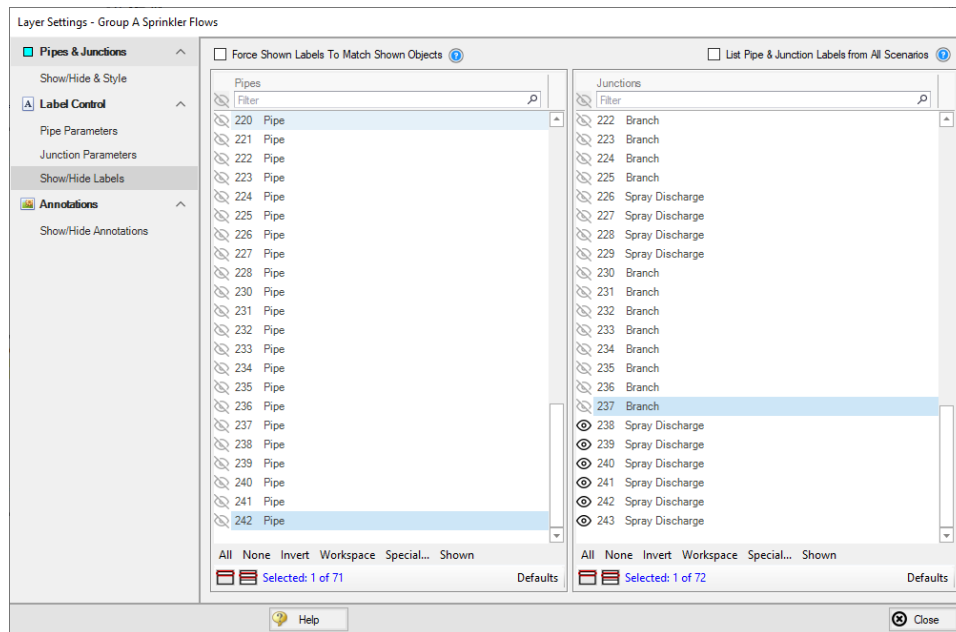 Layer Settings - Group A Sprinkler Flows
Pipes & Junctions
Show/Hide & Style
A Label Control
Pipe Parameters
Junction Parameters
Show/Hide Labels
Annotations
Show/Hide Annotations
Force Shown Labels To Match Shown Objects ?
List Pipe & Junction Labels from All Scenarios ?
Pipes
Filter
220 Pipe
221 Pipe
222 Pipe
223 Pipe
224 Pipe
225 Pipe
226 Pipe
227 Pipe
228 Pipe
230 Pipe
231 Pipe
232 Pipe
233 Pipe
234 Pipe
235 Pipe
236 Pipe
237 Pipe
238 Pipe
239 Pipe
240 Pipe
241 Pipe
242 Pipe
All None Invert Workspace Special... Shown
Selected: 1 of 71 Defaults
Junctions
Filter
222 Branch
223 Branch
224 Branch
225 Branch
226 Spray Discharge
227 Spray Discharge
228 Spray Discharge
229 Spray Discharge
230 Branch
231 Branch
232 Branch
233 Branch
234 Branch
235 Branch
236 Branch
237 Branch
238 Spray Discharge
239 Spray Discharge
240 Spray Discharge
241 Spray Discharge
242 Spray Discharge
243 Spray Discharge
All None Invert Workspace Special... Shown
Selected: 1 of 72 Defaults
? Help
Close